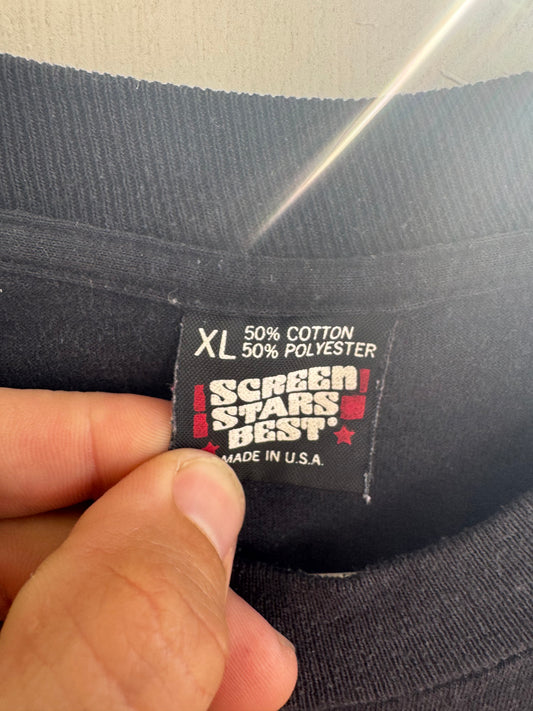 XL 50% COTTON
50% POLYESTER
SCREEN
STARS
BEST®
MADE IN U.S.A.